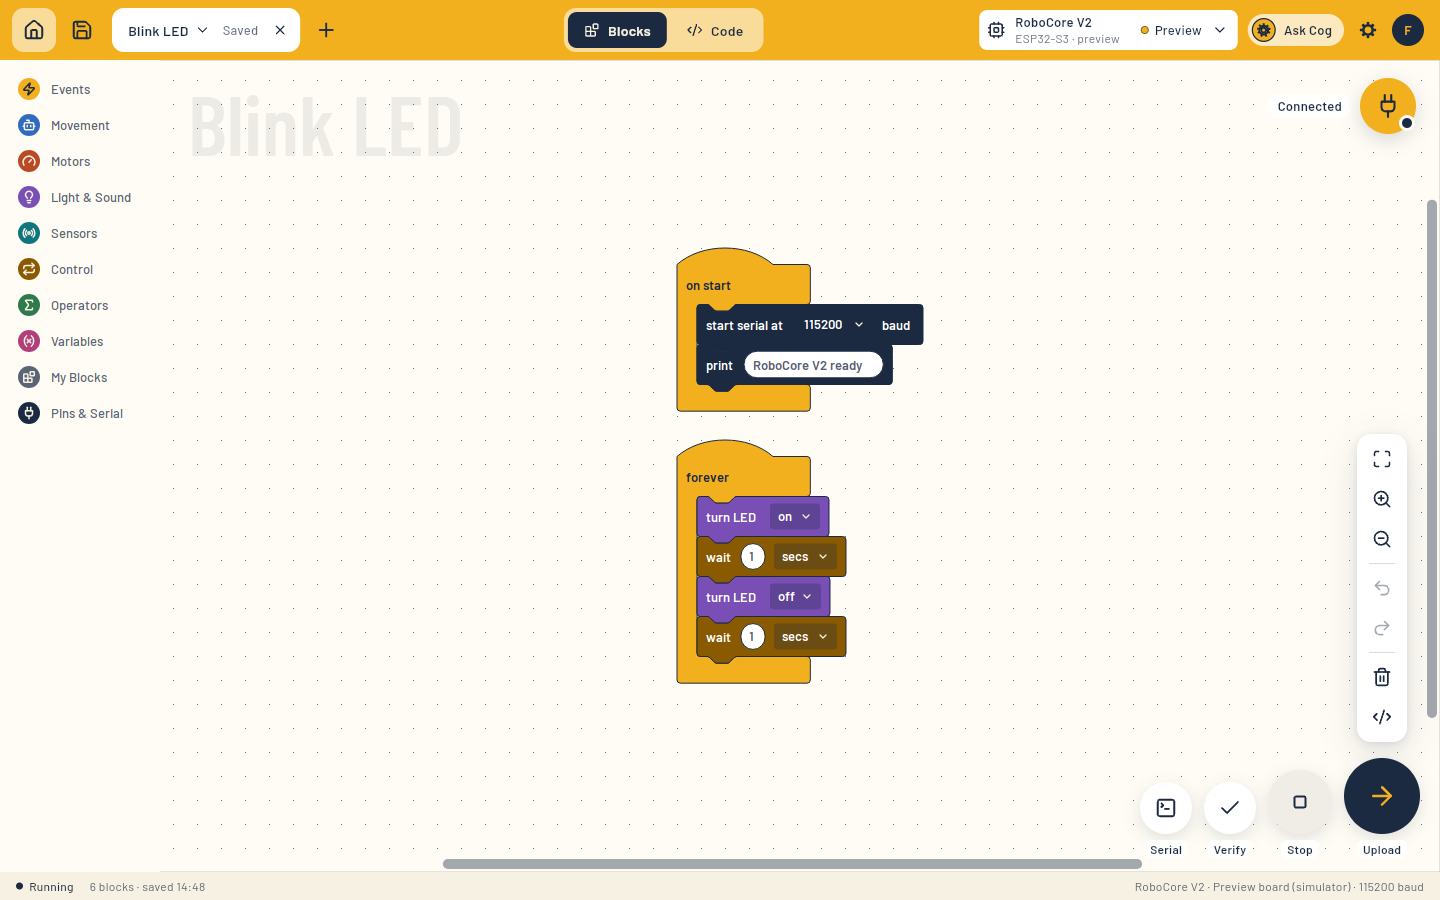 Blink LED
Saved
Blocks
Code
RoboCore V2
ESP32-S3 · preview
Preview
Ask Cog
F
Events
Movement
Motors
Light & Sound
Sensors
Control
Operators
Variables
My Blocks
Pins & Serial
Blink LED
Connected
on start
start serial at 115200 baud
print RoboCore V2 ready
forever
turn LED on
wait 1 secs
turn LED off
wait 1 secs
Serial
Verify
Stop
Upload
Running
6 blocks · saved 14:48
RoboCore V2 · Preview board (simulator) · 115200 baud